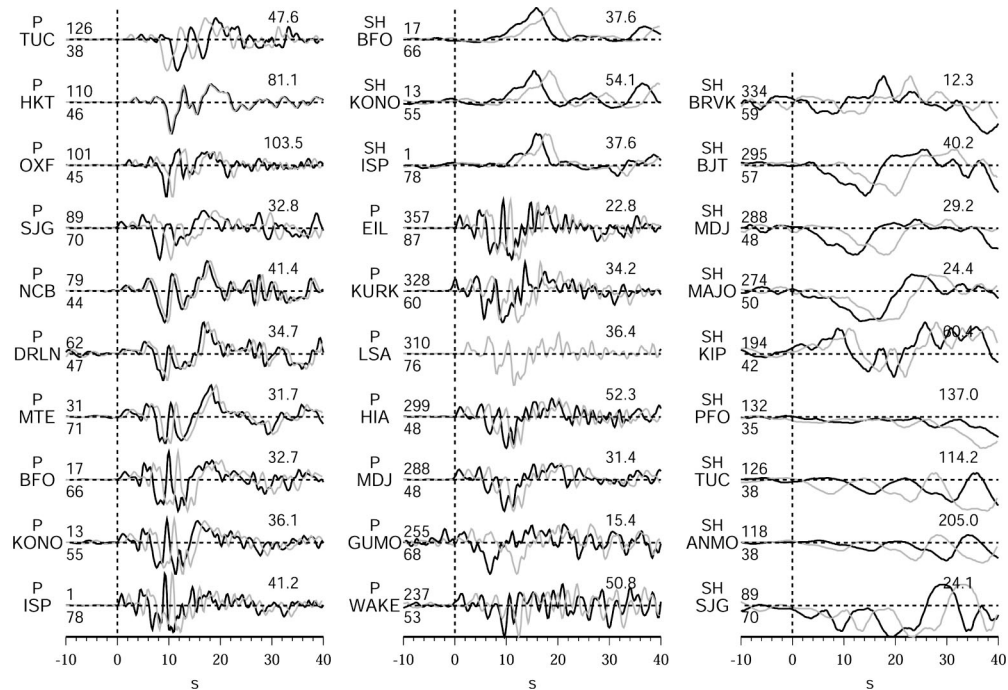 P
TUC
126
38
47.6
P
HKT
110
46
81.1
P
OXF
101
45
103.5
P
SJG
89
70
32.8
P
NCB
79
44
41.4
P
DRLN
62
47
34.7
P
MTE
31
71
31.7
P
BFO
17
66
32.7
P
KONO
13
55
36.1
P
ISP
1
78
41.2
-10 0 10 20 30 40
s
SH
BFO
17
66
37.6
SH
KONO
13
55
54.1
SH
ISP
1
78
37.6
P
EIL
357
87
22.8
P
KURK
328
60
34.2
P
LSA
310
76
36.4
P
HIA
299
48
52.3
P
MDJ
288
48
31.4
P
GUMO
255
68
15.4
P
WAKE
237
53
50.8
-10 0 10 20 30 40
s
SH
BRVK
334
59
12.3
SH
BJT
295
57
40.2
SH
MDJ
288
48
29.2
SH
MAJO
274
50
24.4
SH
KIP
194
42
60.4
SH
PFO
132
35
137.0
SH
TUC
126
38
114.2
SH
ANMO
118
38
205.0
SH
SJG
89
70
24.1
-10 0 10 20 30 40
s